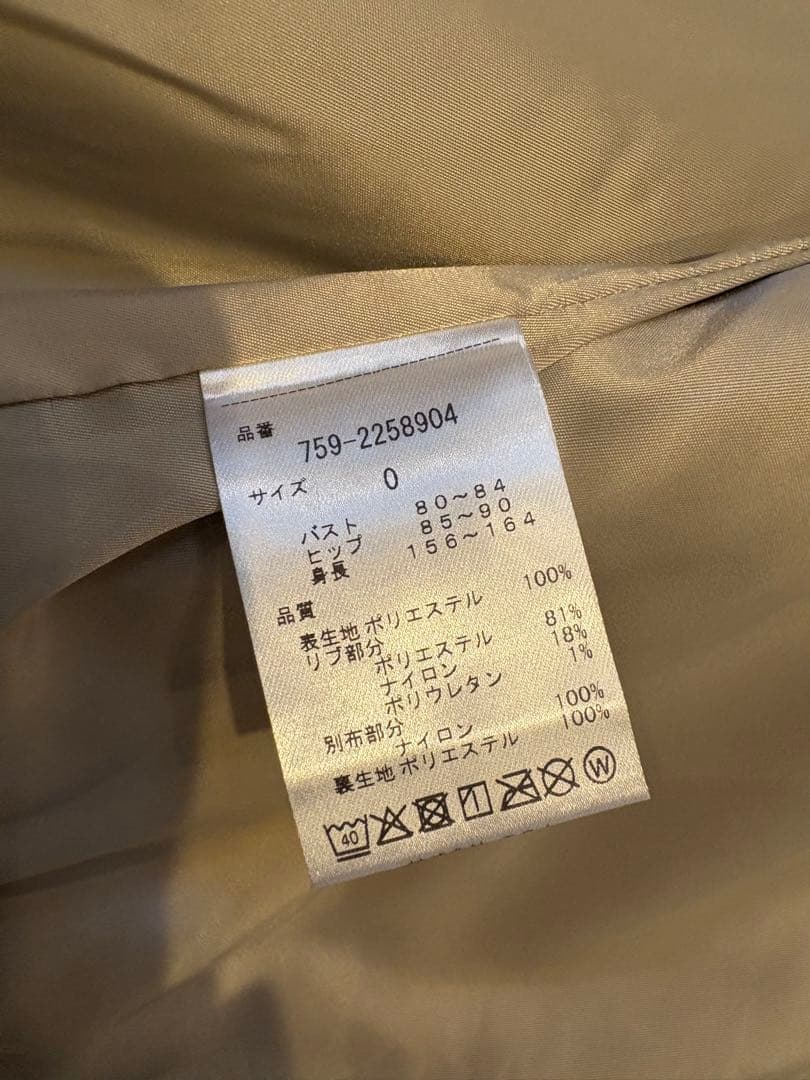 品番 759-2258904
サイズ 0
バスト 80～84
ヒップ 85～90
身長 156～164
品質
表生地 ポリエステル 100%
リブ部分
ポリエステル 81%
ナイロン 18%
ポリウレタン 1%
別布部分
ナイロン 100%
裏生地 ポリエステル 100%
40 W